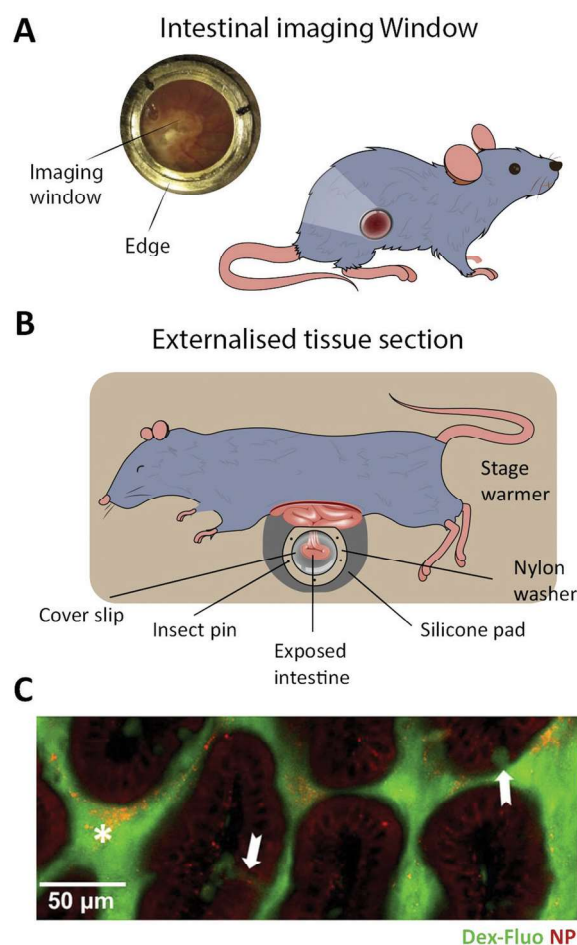 A
Intestinal imaging Window
Imaging
window
Edge
B
Externalised tissue section
Stage
warmer
Nylon
washer
Cover slip
Insect pin
Silicone pad
Exposed
intestine
C
*
50 µm
Dex-Fluo NP